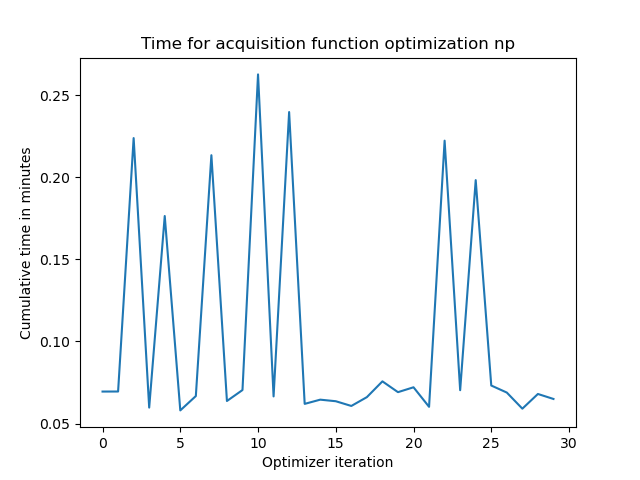 Time for acquisition function optimization np
0.25
0.20
0.15
0.10
0.05
Cumulative time in minutes
0 5 10 15 20 25 30
Optimizer iteration